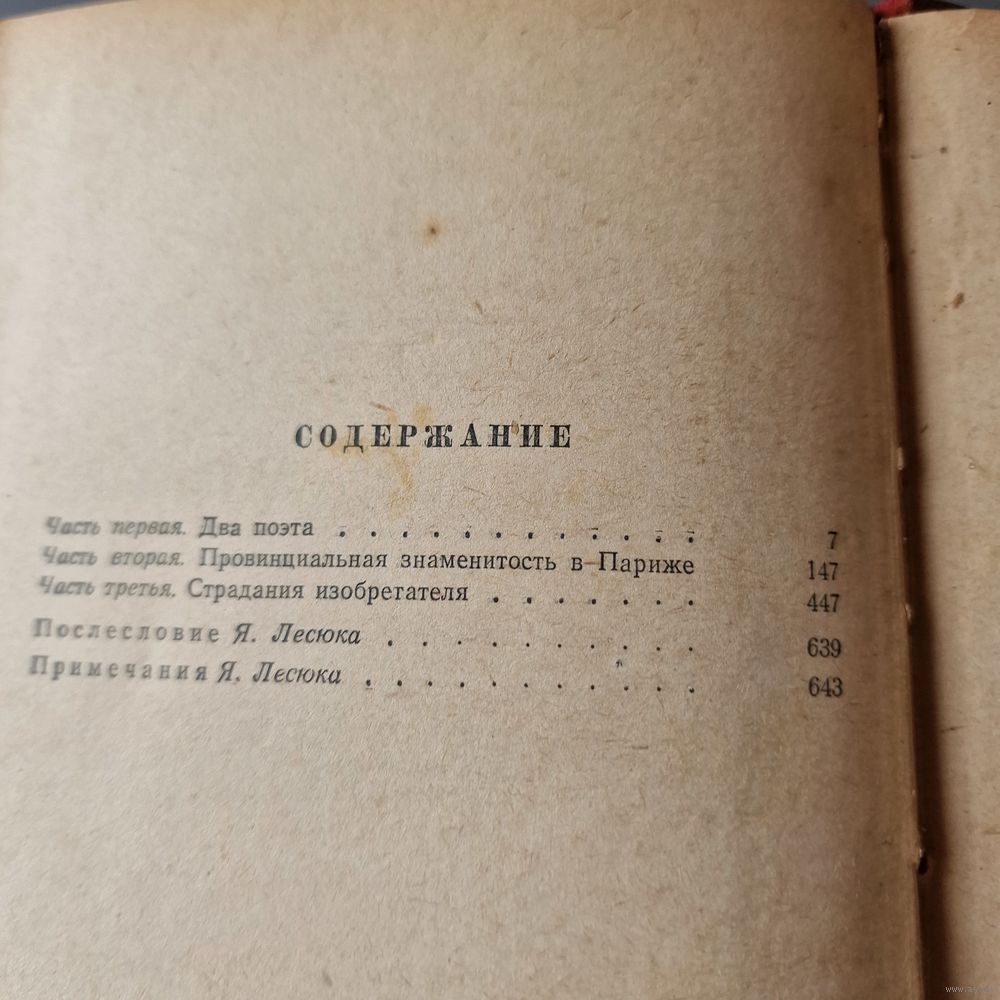 СОДЕРЖАНИЕ
Часть первая. Два поэта . . . . . . . . . . . . 7
Часть вторая. Провинциальная знаменитость в Париже 147
Часть третья. Страдания изобретателя . . . . . . . 447
Послесловие Я. Лесюка . . . . . . . . . . 639
Примечания Я. Лесюка . . . . . . . . . . . 643